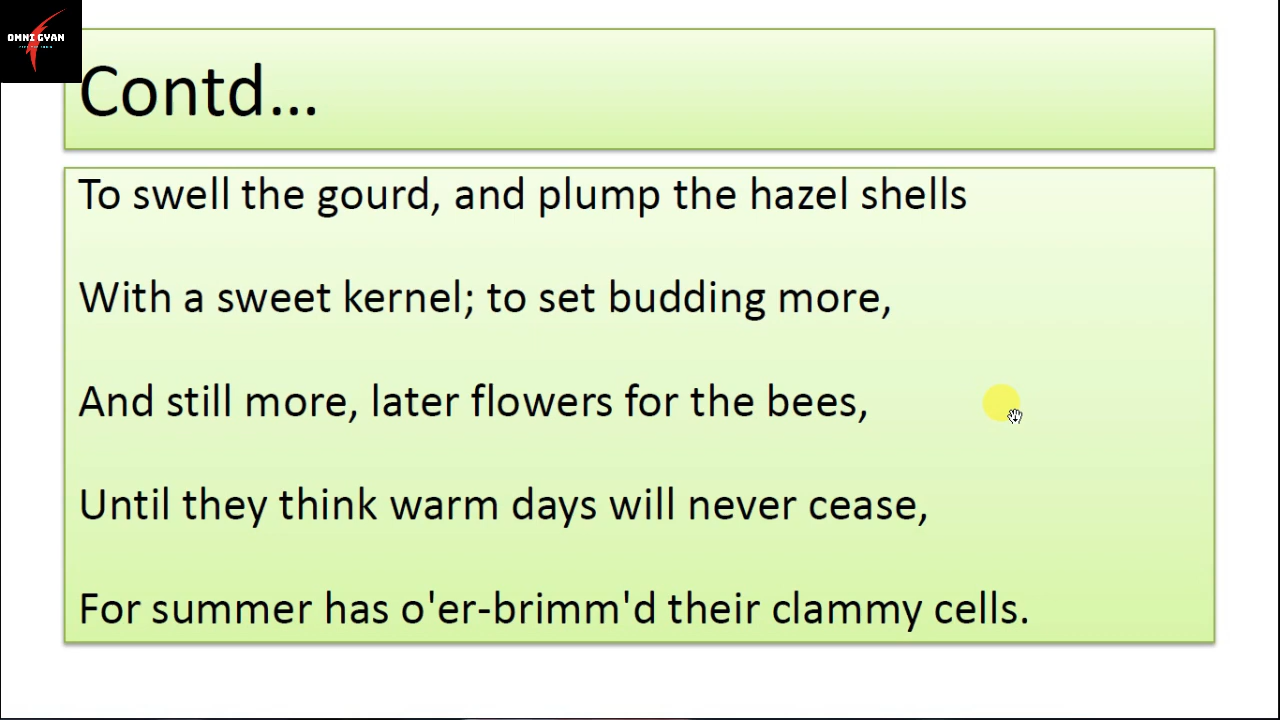 OMNI GYAN
Contd...
To swell the gourd, and plump the hazel shells
With a sweet kernel; to set budding more,
And still more, later flowers for the bees,
Until they think warm days will never cease,
For summer has o'er-brimm'd their clammy cells.